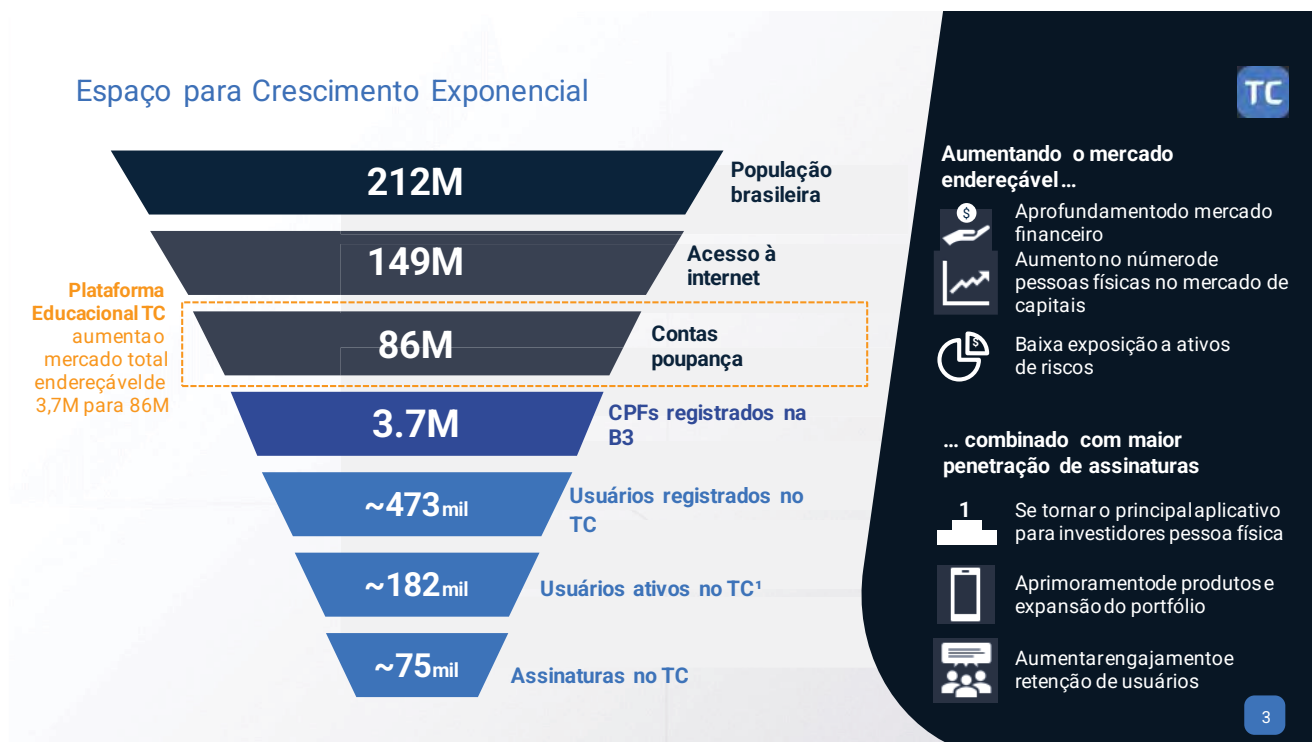 Espaço para Crescimento Exponencial
TC
212M
População
brasileira
149M
Acesso à
internet
86M
Contas
poupança
3.7M
CPFs registrados na
B3
~473mil
Usuários registrados no
TC
~182mil
Usuários ativos no TC¹
~75mil
Assinaturas no TC
Plataforma
Educacional TC
aumenta o
mercado total
endereçável de
3,7M para 86M
Aumentando o mercado
endereçável...
$
Aprofundamento do mercado
financeiro
Aumento no número de
pessoas físicas no mercado de
capitais
$
Baixa exposição a ativos
de riscos
... combinado com maior
penetração de assinaturas
1
Se tornar o principal aplicativo
para investidores pessoa física
Aprimoramento de produtos e
expansão do portfólio
Aumentar engajamento e
retenção de usuários
3